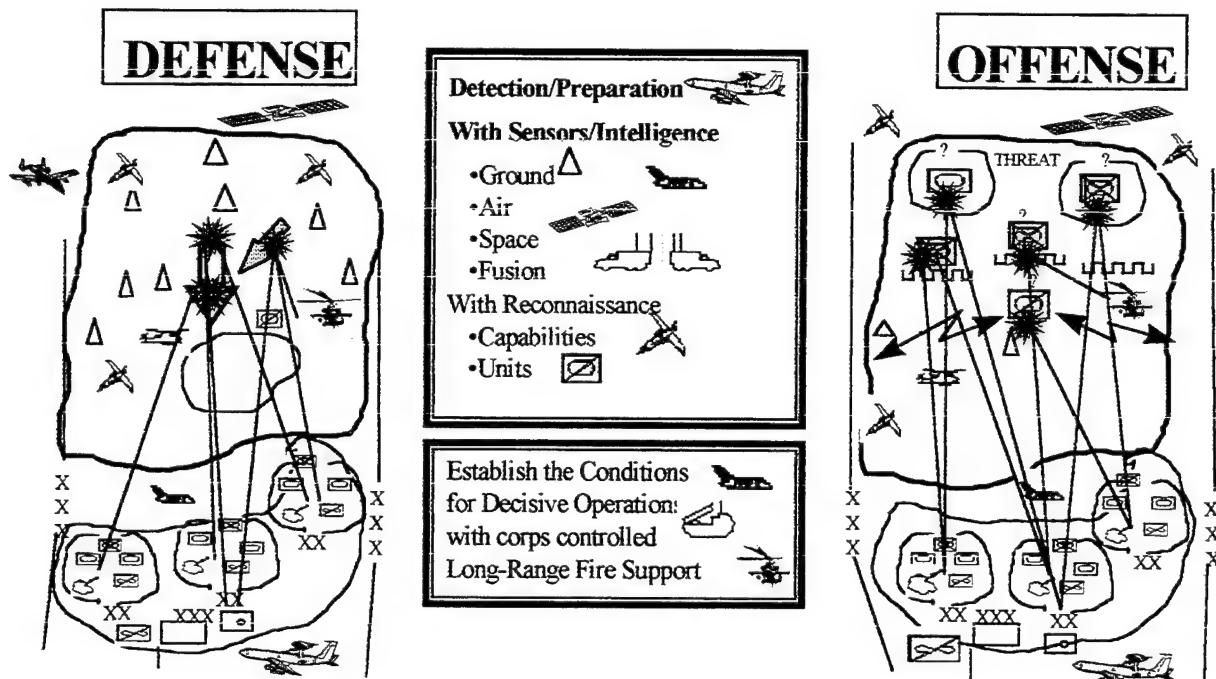 DEFENSE
OFFENSE
Detection/Preparation
With Sensors/Intelligence
•Ground
•Air
•Space
•Fusion
With Reconnaissance
•Capabilities
•Units
Establish the Conditions
for Decisive Operations
with corps controlled
Long-Range Fire Support
X
X
X
XX
XX
XX
XXX
X
X
X
?
THREAT
?
?
X
X
X
XX
XX
XXX
XX
X
X
X